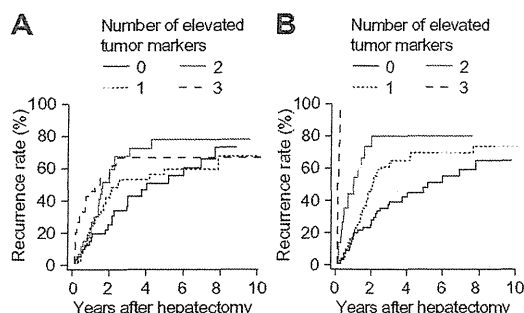 A
Number of elevated
tumor markers
0 2
1 3
Recurrence rate (%)
100
80
60
40
20
0
0 2 4 6 8 10
Years after hepatectomy
B
Number of elevated
tumor markers
0 2
1 3
Recurrence rate (%)
100
80
60
40
20
0
0 2 4 6 8 10
Years after hepatectomy